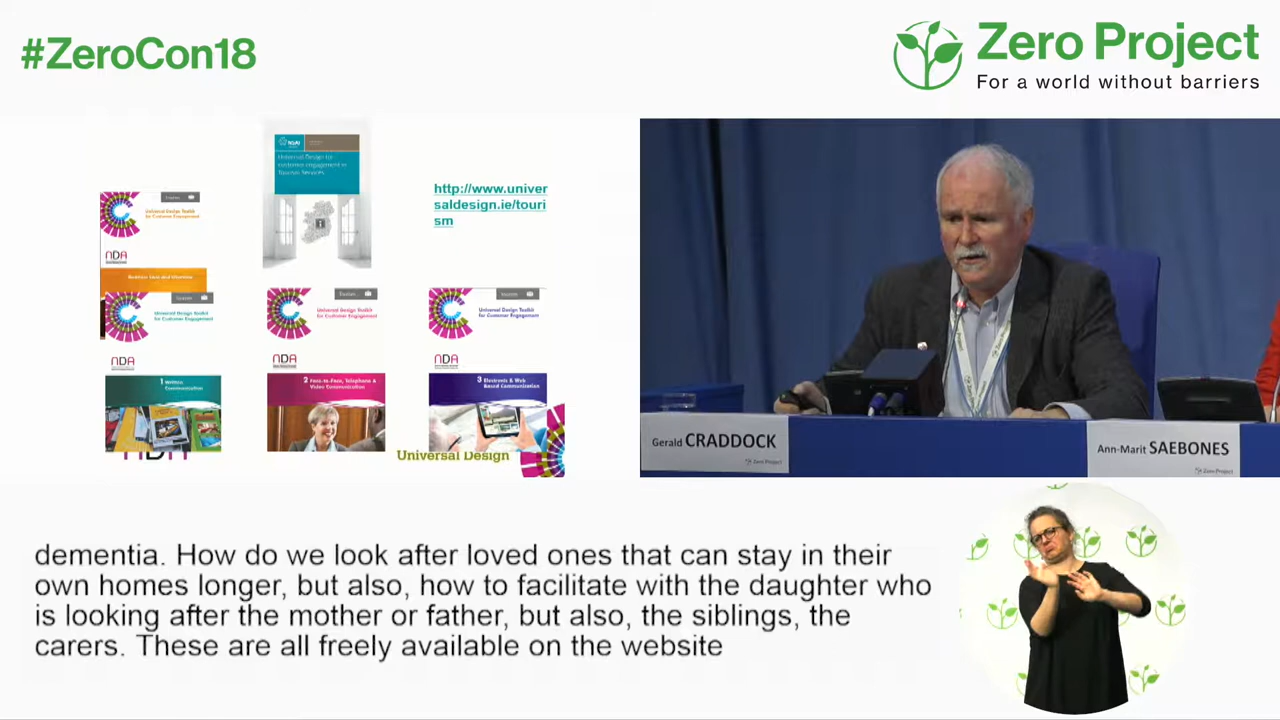 #ZeroCon18
Zero Project
For a world without barriers
NSAI
Universal Design for
customer engagement in
Tourism Services
http://www.univer
saldesign.ie/touri
sm
Universal Design Toolkit
for Customer Engagement
NDA
Universal Design Toolkit
for Customer Engagement
NDA
1 Written
Communication
Universal Design Toolkit
for Customer Engagement
NDA
2 Face-to-Face, Telephone &
Video Communication
Universal Design Toolkit
for Customer Engagement
NDA
3 Electronic & Web
Based Communication
Universal Design
Gerald CRADDOCK
Zero Project
Ann-Marit SAEBONES
Zero Project
dementia. How do we look after loved ones that can stay in their
own homes longer, but also, how to facilitate with the daughter who
is looking after the mother or father, but also, the siblings, the
carers. These are all freely available on the website